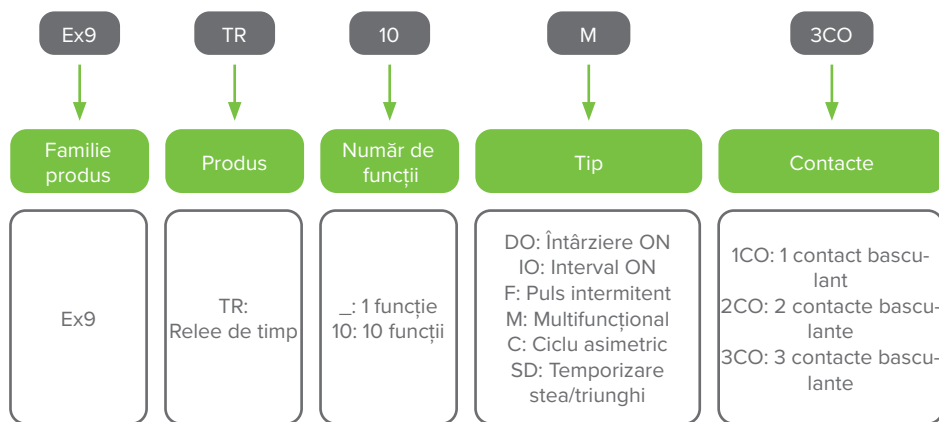 Ex9
TR
10
M
3CO
Familie
produs
Produs
Număr de
funcții
Tip
Contacte
Ex9
TR:
Relee de timp
_: 1 funcție
10: 10 funcții
DO: Întârziere ON
IO: Interval ON
F: Puls intermitent
M: Multifuncțional
C: Ciclu asimetric
SD: Temporizare
stea/triunghi
1CO: 1 contact bascu-
lant
2CO: 2 contacte bascu-
lante
3CO: 3 contacte bascu-
lante